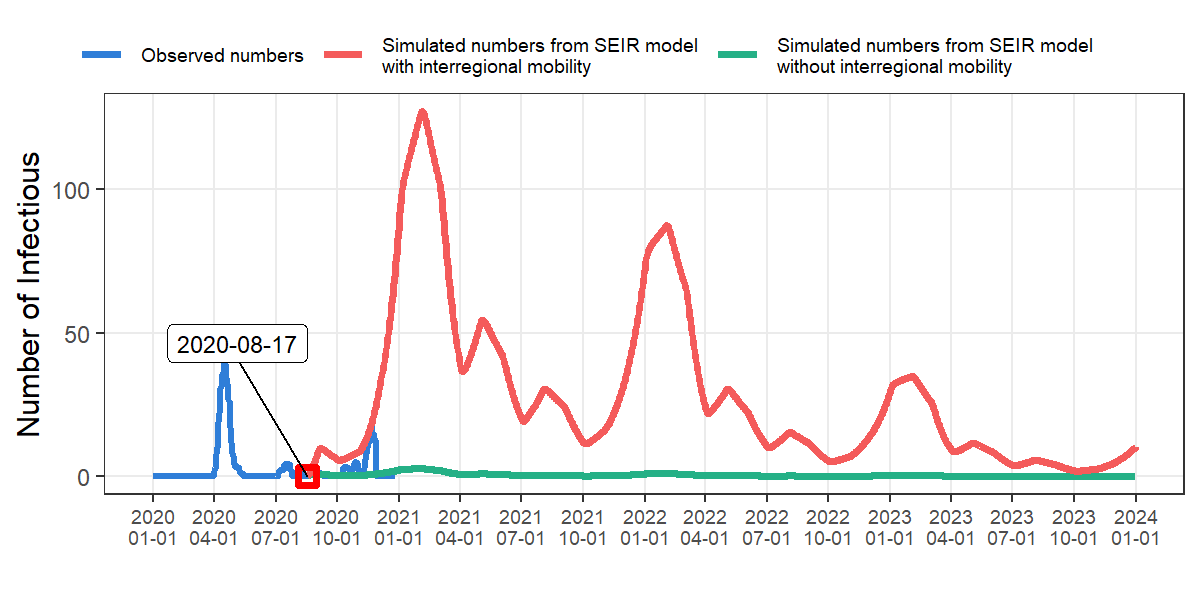 Observed numbers
Simulated numbers from SEIR model
with interregional mobility
Simulated numbers from SEIR model
without interregional mobility
Number of Infectious
100
50
0
2020-08-17
2020 2020 2020 2020 2021 2021 2021 2021 2022 2022 2022 2022 2023 2023 2023 2023 2024
01-01 04-01 07-01 10-01 01-01 04-01 07-01 10-01 01-01 04-01 07-01 10-01 01-01 04-01 07-01 10-01 01-01